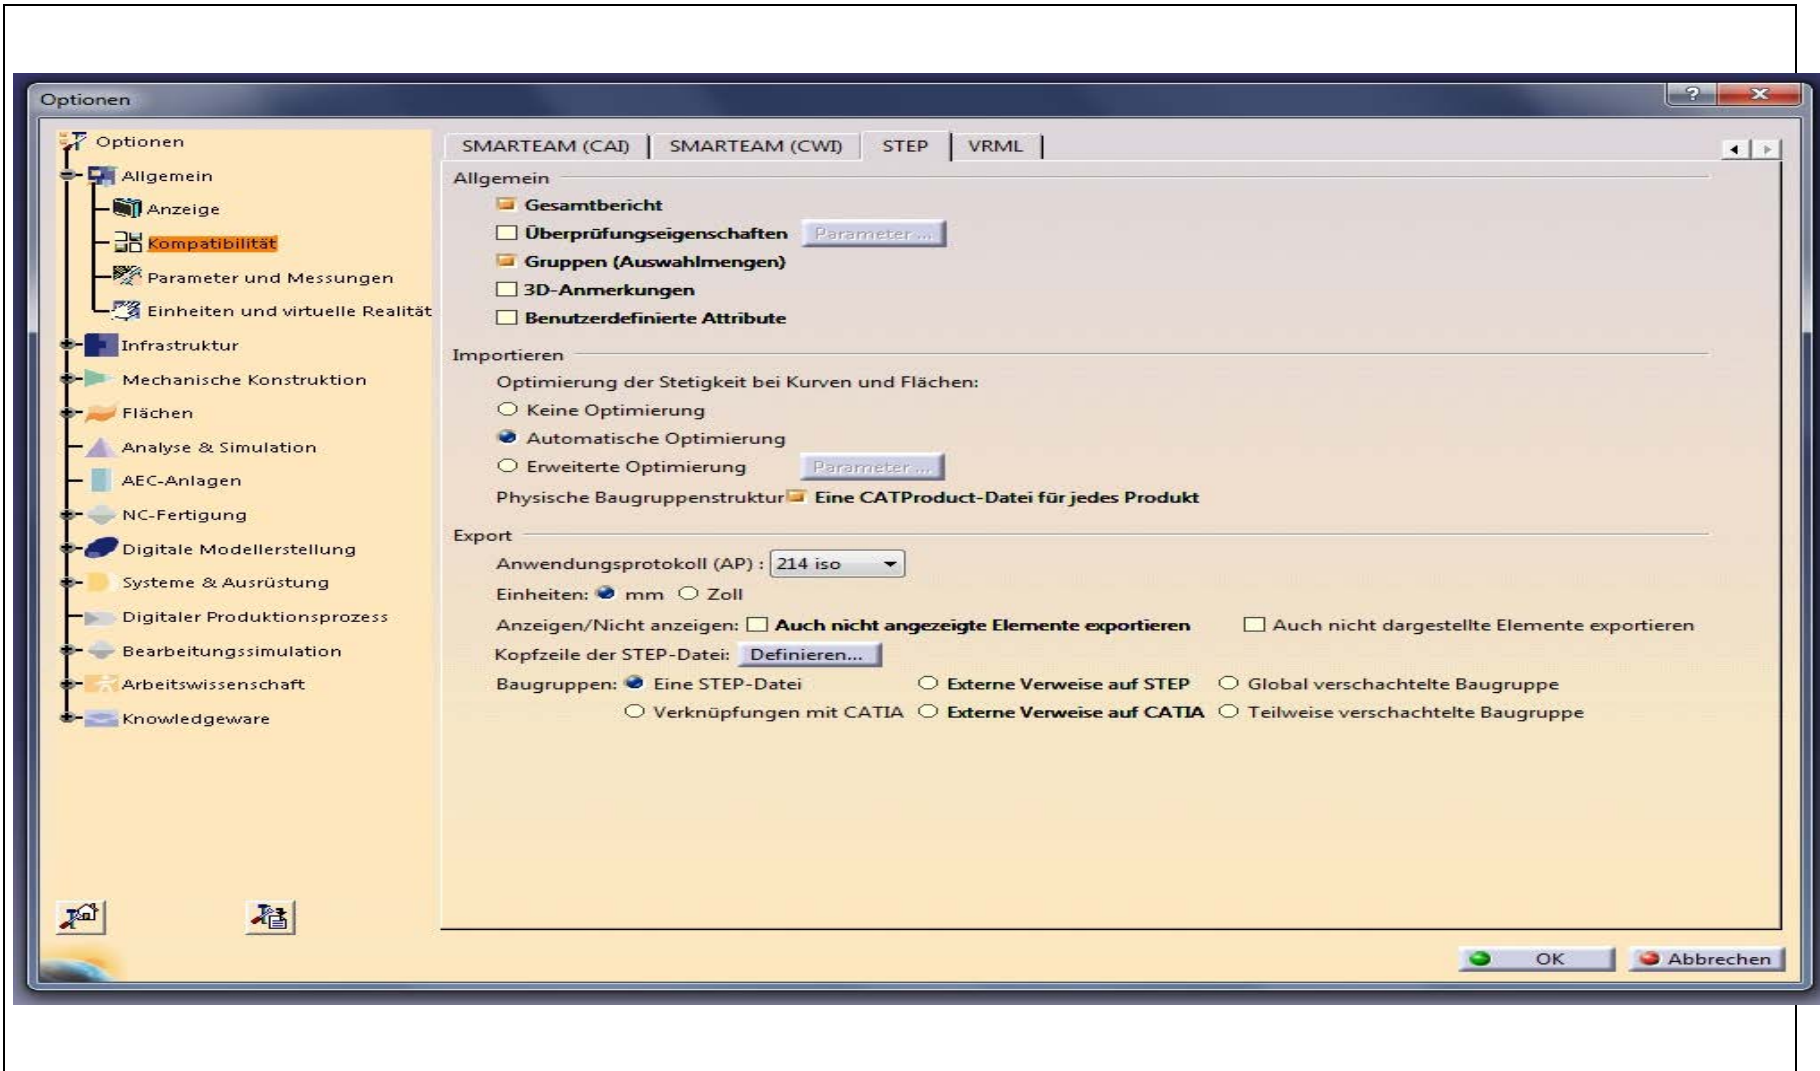 Optionen
Optionen
Allgemein
Anzeige
Kompatibilität
Parameter und Messungen
Einheiten und virtuelle Realität
Infrastruktur
Mechanische Konstruktion
Flächen
Analyse & Simulation
AEC-Anlagen
NC-Fertigung
Digitale Modellerstellung
Systeme & Ausrüstung
Digitaler Produktionsprozess
Bearbeitungssimulation
Arbeitswissenschaft
Knowledgeware
SMARTEAM (CAI) SMARTEAM (CWI) STEP VRML
Allgemein
Gesamtbericht
Überprüfungseigenschaften Parameter ...
Gruppen (Auswahlmengen)
3D-Anmerkungen
Benutzerdefinierte Attribute
Importieren
Optimierung der Stetigkeit bei Kurven und Flächen:
Keine Optimierung
Automatische Optimierung
Erweiterte Optimierung Parameter ...
Physische Baugruppenstruktur Eine CATProduct-Datei für jedes Produkt
Export
Anwendungsprotokoll (AP) : 214 iso
Einheiten: mm Zoll
Anzeigen/Nicht anzeigen: Auch nicht angezeigte Elemente exportieren Auch nicht dargestellte Elemente exportieren
Kopfzeile der STEP-Datei: Definieren...
Baugruppen: Eine STEP-Datei Externe Verweise auf STEP Global verschachtelte Baugruppe
Verknüpfungen mit CATIA Externe Verweise auf CATIA Teilweise verschachtelte Baugruppe
OK Abbrechen